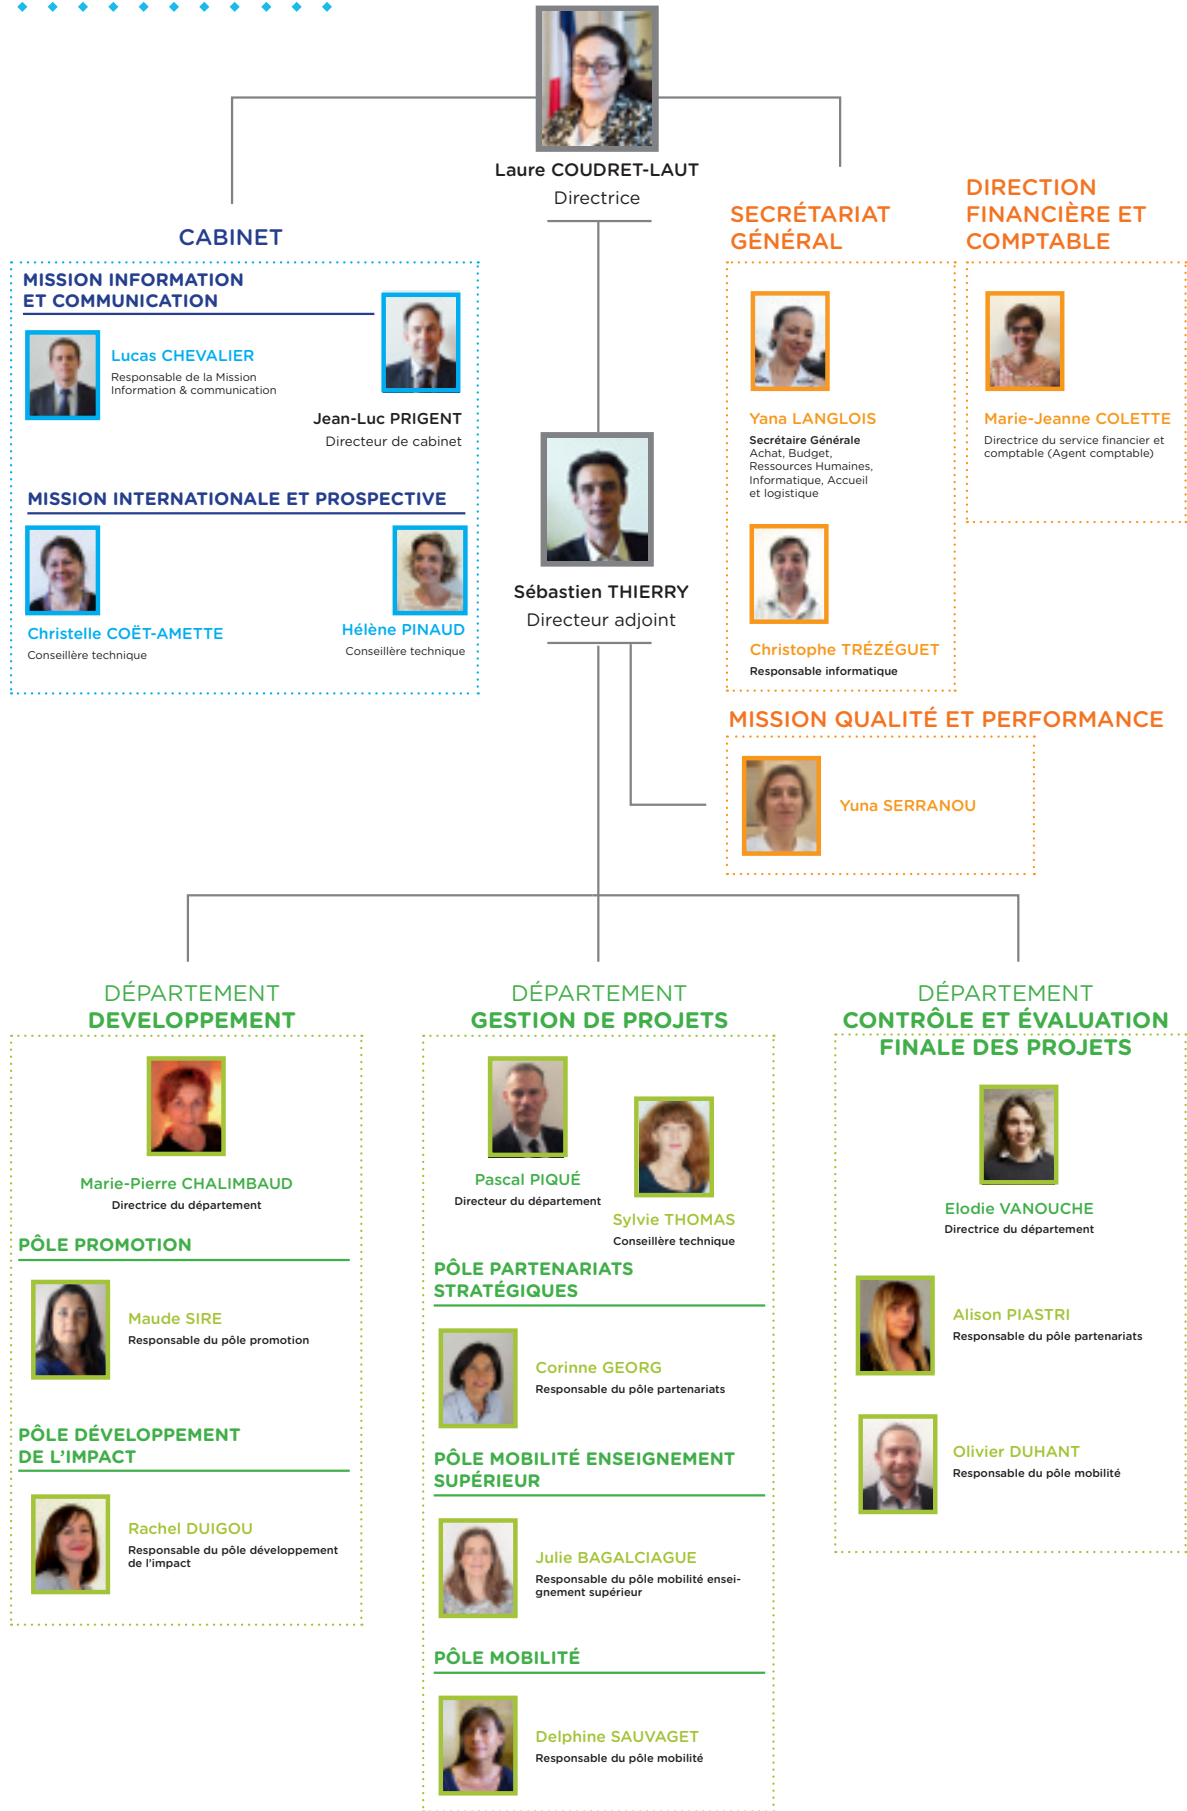 Laure COUDRET-LAUT
Directrice
CABINET
MISSION INFORMATION
ET COMMUNICATION
Lucas CHEVALIER
Responsable de la Mission
Information & communication
Jean-Luc PRIGENT
Directeur de cabinet
MISSION INTERNATIONALE ET PROSPECTIVE
Christelle COËT-AMETTE
Conseillère technique
Hélène PINAUD
Conseillère technique
Sébastien THIERRY
Directeur adjoint
SECRÉTARIAT
GÉNÉRAL
Yana LANGLOIS
Secrétaire Générale
Achat, Budget,
Ressources Humaines,
Informatique, Accueil
et logistique
Christophe TRÉZÉGUET
Responsable informatique
DIRECTION
FINANCIÈRE ET
COMPTABLE
Marie-Jeanne COLETTE
Directrice du service financier et
comptable (Agent comptable)
MISSION QUALITÉ ET PERFORMANCE
Yuna SERRANOU
DÉPARTEMENT
DEVELOPPEMENT
Marie-Pierre CHALIMBAUD
Directrice du département
PÔLE PROMOTION
Maude SIRE
Responsable du pôle promotion
PÔLE DÉVELOPPEMENT
DE L'IMPACT
Rachel DUIGOU
Responsable du pôle développement
de l'impact
DÉPARTEMENT
GESTION DE PROJETS
Pascal PIQUÉ
Directeur du département
Sylvie THOMAS
Conseillère technique
PÔLE PARTENARIATS
STRATÉGIQUES
Corinne GEORG
Responsable du pôle partenariats
PÔLE MOBILITÉ ENSEIGNEMENT
SUPÉRIEUR
Julie BAGALCIAGUE
Responsable du pôle mobilité ensei-
gnement supérieur
PÔLE MOBILITÉ
Delphine SAUVAGET
Responsable du pôle mobilité
DÉPARTEMENT
CONTRÔLE ET ÉVALUATION
FINALE DES PROJETS
Elodie VANOUCHE
Directrice du département
Alison PIASTRI
Responsable du pôle partenariats
Olivier DUHANT
Responsable du pôle mobilité